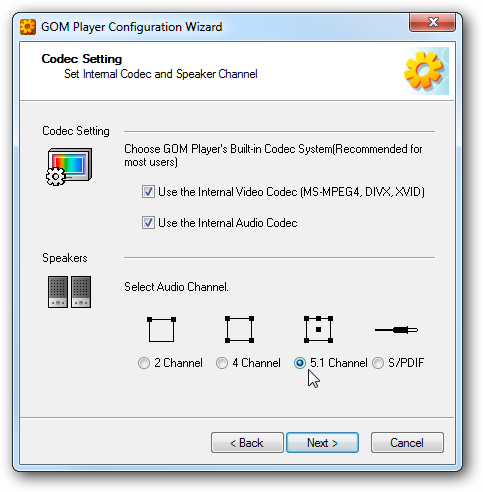 GOM Player Configuration Wizard
Codec Setting
Set Internal Codec and Speaker Channel
Codec Setting
Choose GOM Player's Built-in Codec System(Recommended for
most users)
Use the Internal Video Codec (MS-MPEG4, DIVX, XVID)
Use the Internal Audio Codec
Speakers
Select Audio Channel.
2 Channel
4 Channel
5.1 Channel
S/PDIF
< Back
Next >
Cancel